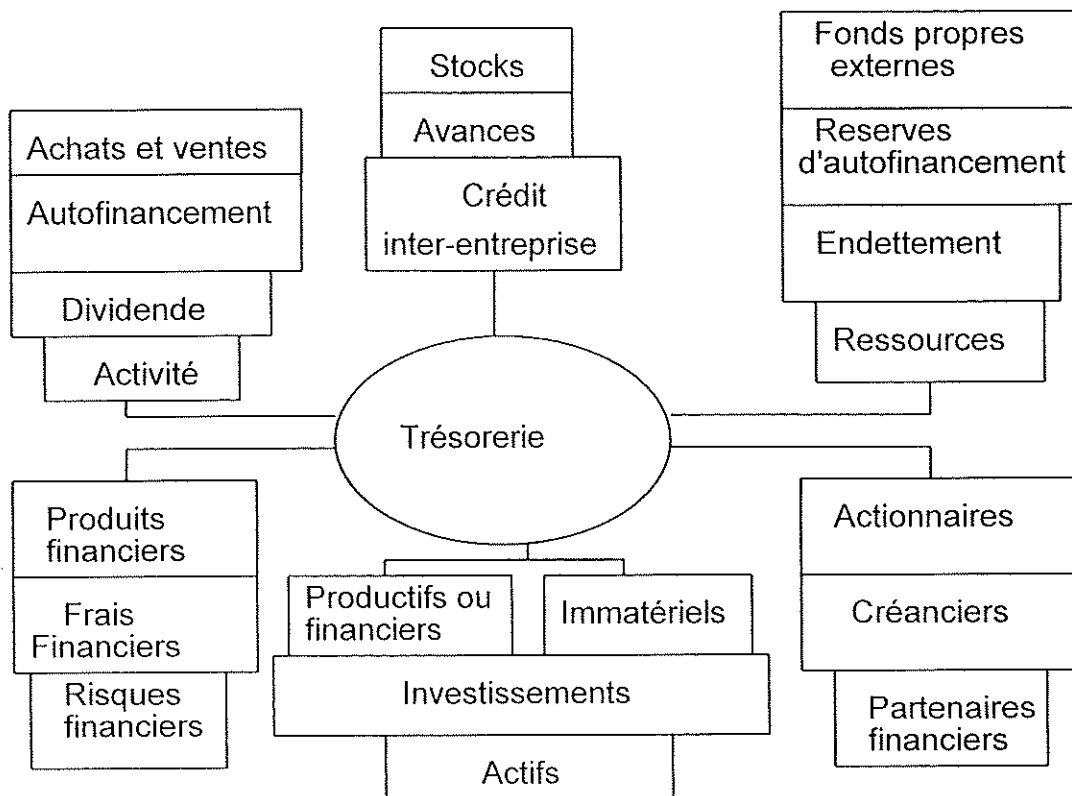 Stocks
Avances
Crédit
inter-entreprise
Fonds propres
externes
Reserves
d'autofinancement
Endettement
Ressources
Achats et ventes
Autofinancement
Dividende
Activité
Trésorerie
Produits
financiers
Frais
Financiers
Risques
financiers
Productifs ou
financiers
Immatériels
Investissements
Actifs
Actionnaires
Créanciers
Partenaires
financiers